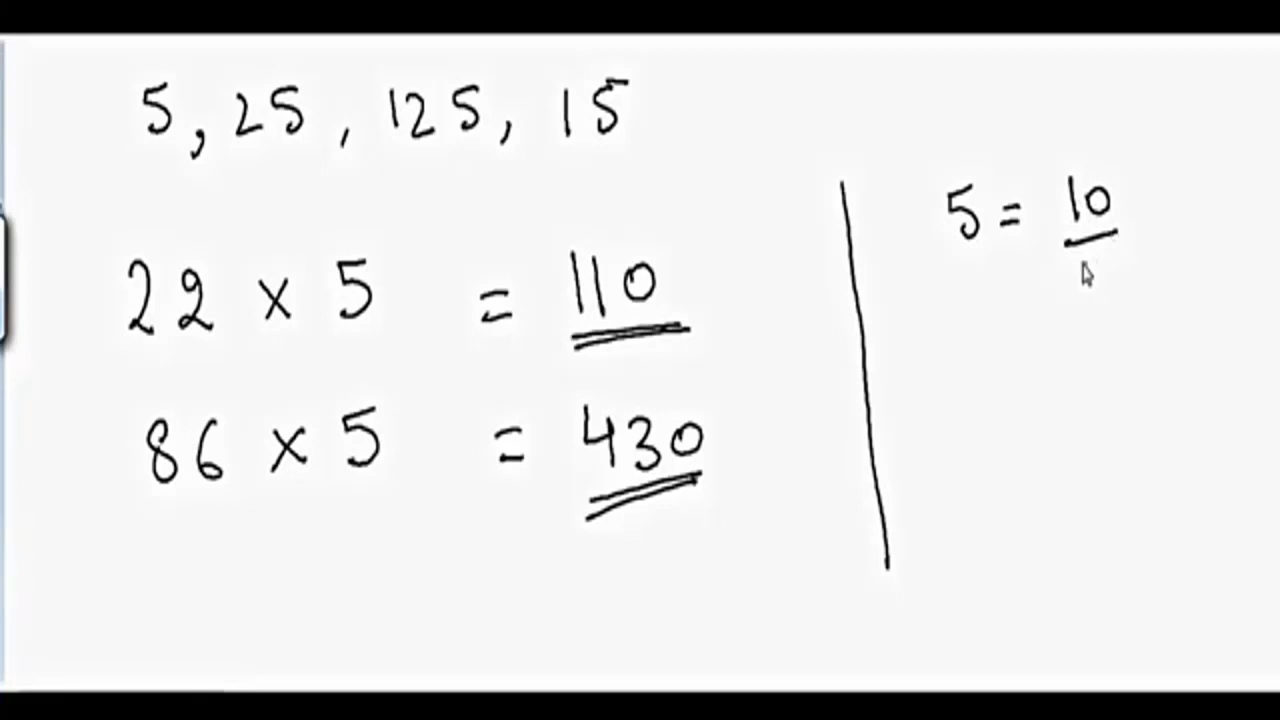 5, 25, 125, 15
22 × 5 = 110
86 × 5 = 430
5 = 10